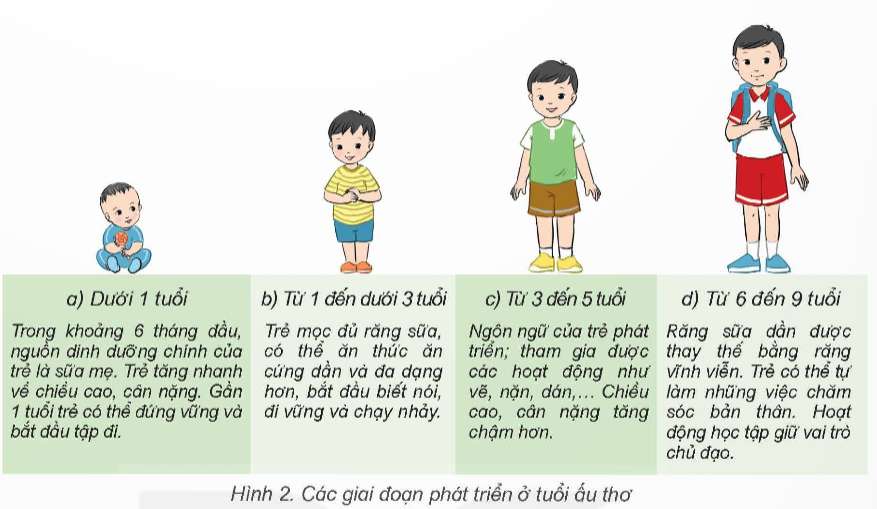 a) Dưới 1 tuổi
Trong khoảng 6 tháng đầu,
nguồn dinh dưỡng chính của
trẻ là sữa mẹ. Trẻ tăng nhanh
về chiều cao, cân nặng. Gần
1 tuổi trẻ có thể đứng vững và
bắt đầu tập đi.
b) Từ 1 đến dưới 3 tuổi
Trẻ mọc đủ răng sữa,
có thể ăn thức ăn
cứng dần và đa dạng
hơn, bắt đầu biết nói,
đi vững và chạy nhảy.
c) Từ 3 đến 5 tuổi
Ngôn ngữ của trẻ phát
triển; tham gia được
các hoạt động như
vẽ, nặn, dán,... Chiều
cao, cân nặng tăng
chậm hơn.
d) Từ 6 đến 9 tuổi
Răng sữa dần được
thay thế bằng răng
vĩnh viễn. Trẻ có thể tự
làm những việc chăm
sóc bản thân. Hoạt
động học tập giữ vai trò
chủ đạo.
Hình 2. Các giai đoạn phát triển ở tuổi ấu thơ